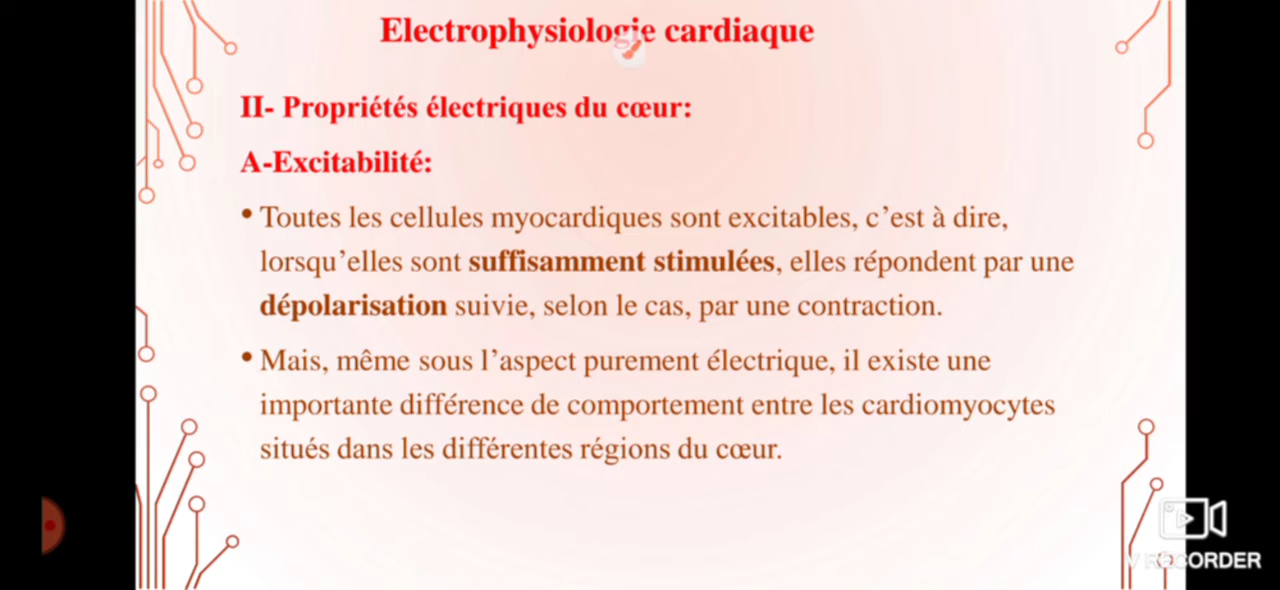 Electrophysiologie cardiaque
II- Propriétés électriques du cœur:
A-Excitabilité:
• Toutes les cellules myocardiques sont excitables, c’est à dire,
lorsqu’elles sont suffisamment stimulées, elles répondent par une
dépolarisation suivie, selon le cas, par une contraction.
• Mais, même sous l’aspect purement électrique, il existe une
importante différence de comportement entre les cardiomyocytes
situés dans les différentes régions du cœur.
V RECORDER